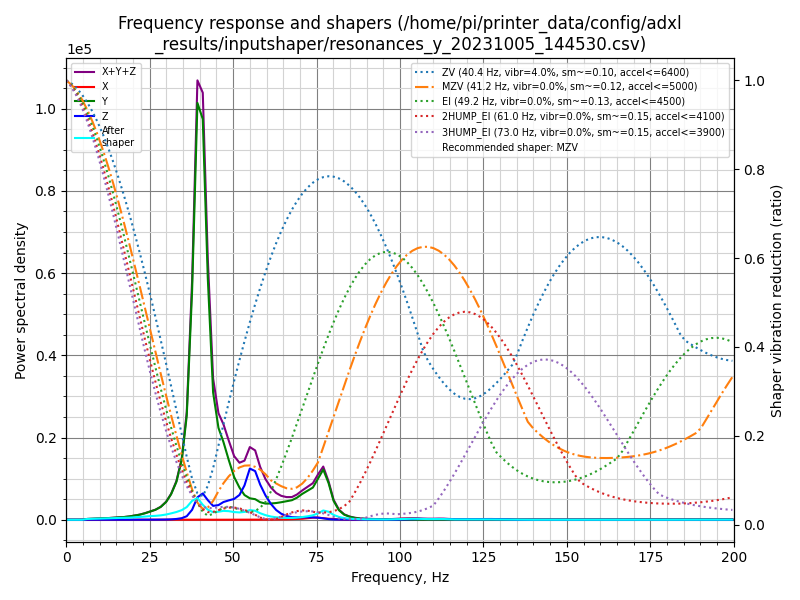 Frequency response and shapers (/home/pi/printer_data/config/adxl
_results/inputshaper/resonances_y_20231005_144530.csv)
1e5
X+Y+Z
X
Y
Z
After
shaper
ZV (40.4 Hz, vibr=4.0%, sm~=0.10, accel<=6400)
MZV (41.2 Hz, vibr=0.0%, sm~=0.12, accel<=5000)
EI (49.2 Hz, vibr=0.0%, sm~=0.13, accel<=4500)
2HUMP_EI (61.0 Hz, vibr=0.0%, sm~=0.15, accel<=4100)
3HUMP_EI (73.0 Hz, vibr=0.0%, sm~=0.15, accel<=3900)
Recommended shaper: MZV
Power spectral density
1.0
0.8
0.6
0.4
0.2
0.0
1.0
0.8
0.6
0.4
0.2
0.0
Shaper vibration reduction (ratio)
0 25 50 75 100 125 150 175 200
Frequency, Hz